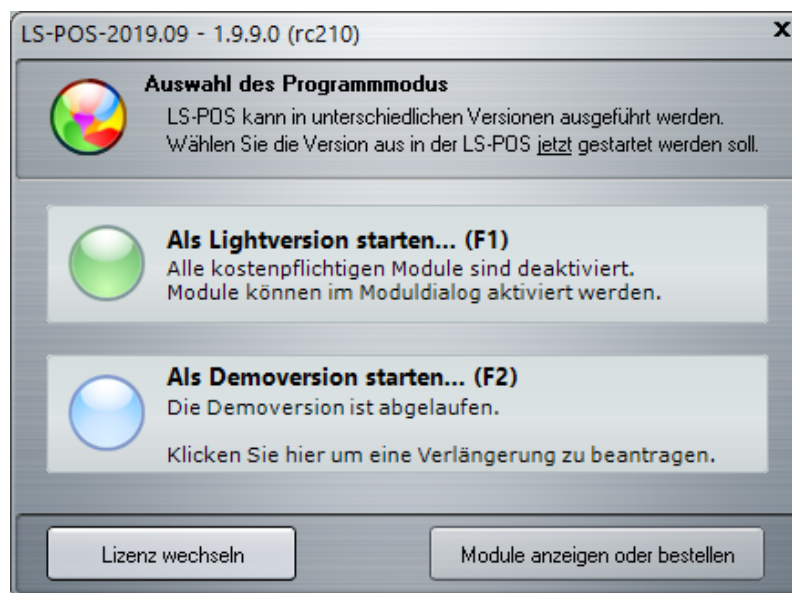 LS-POS-2019.09 - 1.9.9.0 (rc210)
x
Auswahl des Programmmodus
LS-POS kann in unterschiedlichen Versionen ausgeführt werden.
Wählen Sie die Version aus in der LS-POS jetzt gestartet werden soll.
Als Lightversion starten... (F1)
Alle kostenpflichtigen Module sind deaktiviert.
Module können im Moduldialog aktiviert werden.
Als Demoversion starten... (F2)
Die Demoversion ist abgelaufen.
Klicken Sie hier um eine Verlängerung zu beantragen.
Lizenz wechseln
Module anzeigen oder bestellen